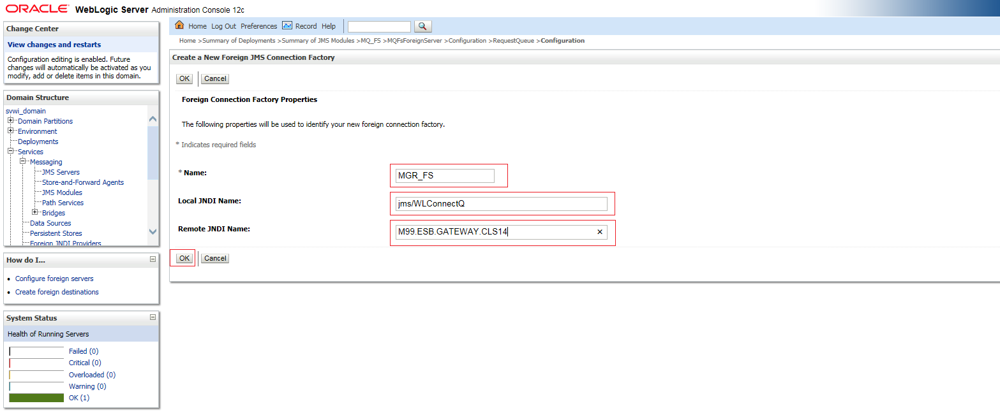 ORACLE WebLogic Server Administration Console 12c
Change Center
View changes and restarts
Configuration editing is enabled. Future
changes will automatically be activated as you
modify, add or delete items in this domain.
Domain Structure
svwi_domain
Domain Partitions
Environment
Deployments
Services
Messaging
JMS Servers
Store-and-Forward Agents
JMS Modules
Path Services
Bridges
Data Sources
Persistent Stores
Foreign JNDI Providers
How do I...
Configure foreign servers
Create foreign destinations
System Status
Health of Running Servers
Failed (0)
Critical (0)
Overloaded (0)
Warning (0)
OK (1)
Home Log Out Preferences Record Help
Home >Summary of Deployments >Summary of JMS Modules >MQ_FS >MQFsForeignServer >Configuration >RequestQueue >Configuration
Create a New Foreign JMS Connection Factory
OK Cancel
Foreign Connection Factory Properties
The following properties will be used to identify your new foreign connection factory.
* Indicates required fields
* Name: MGR_FS
Local JNDI Name: jms/WLConnectQ
Remote JNDI Name: M99.ESB.GATEWAY.CLS14
OK Cancel